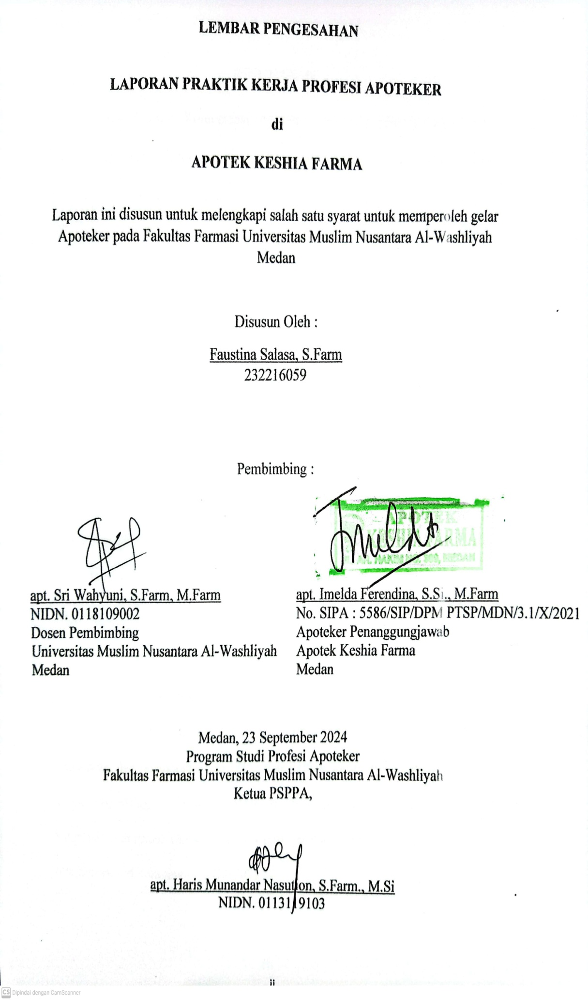 LEMBAR PENGESAHAN
LAPORAN PRAKTIK KERJA PROFESI APOTEKER
di
APOTEK KESHIA FARMA
Laporan ini disusun untuk melengkapi salah satu syarat untuk memperoleh gelar
Apoteker pada Fakultas Farmasi Universitas Muslim Nusantara Al-Washliyah
Medan
Disusun Oleh :
Faustina Salasa, S.Farm
232216059
Pembimbing :
APOTEK
KESHIA FARMA
Imelda
apt. Sri Wahyuni, S.Farm, M.Farm
NIDN. 0118109002
Dosen Pembimbing
Universitas Muslim Nusantara Al-Washliyah
Medan
apt. Imelda Ferendina, S.Si., M.Farm
No. SIPA : 5586/SIP/DPM PTSP/MDN/3.1/X/2021
Apoteker Penanggungjawab
Apotek Keshia Farma
Medan
Medan, 23 September 2024
Program Studi Profesi Apoteker
Fakultas Farmasi Universitas Muslim Nusantara Al-Washliyah
Ketua PSPPA,
apt. Haris Munandar Nasution, S.Farm., M.Si
NIDN. 01131 9103
ii
CS Dipindai dengan CamScanner